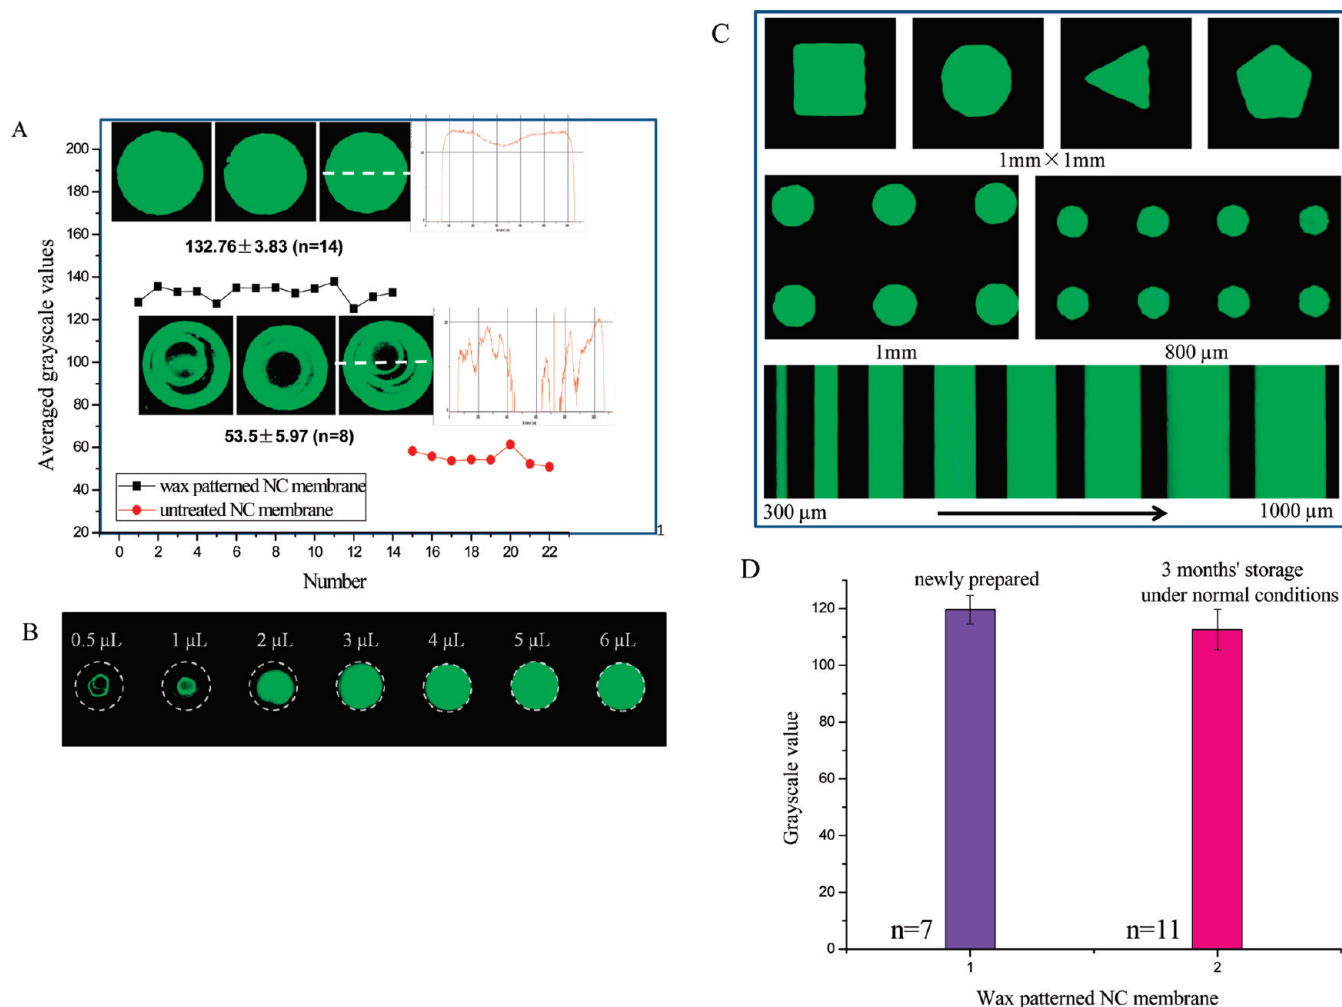 A
Averaged grayscale values
200
180
160
140
120
100
80
60
40
20
132.76±3.83 (n=14)
53.5±5.97 (n=8)
wax patterned NC membrane
untreated NC membrane
0 2 4 6 8 10 12 14 16 18 20 22
1
Number
B
0.5 µL 1 µL 2 µL 3 µL 4 µL 5 µL 6 µL
C
1mm×1mm
1mm
800 µm
300 µm
1000 µm
D
newly prepared
3 months' storage
under normal conditions
Grayscale value
120
100
80
60
40
20
0
n=7
n=11
1 2
Wax patterned NC membrane